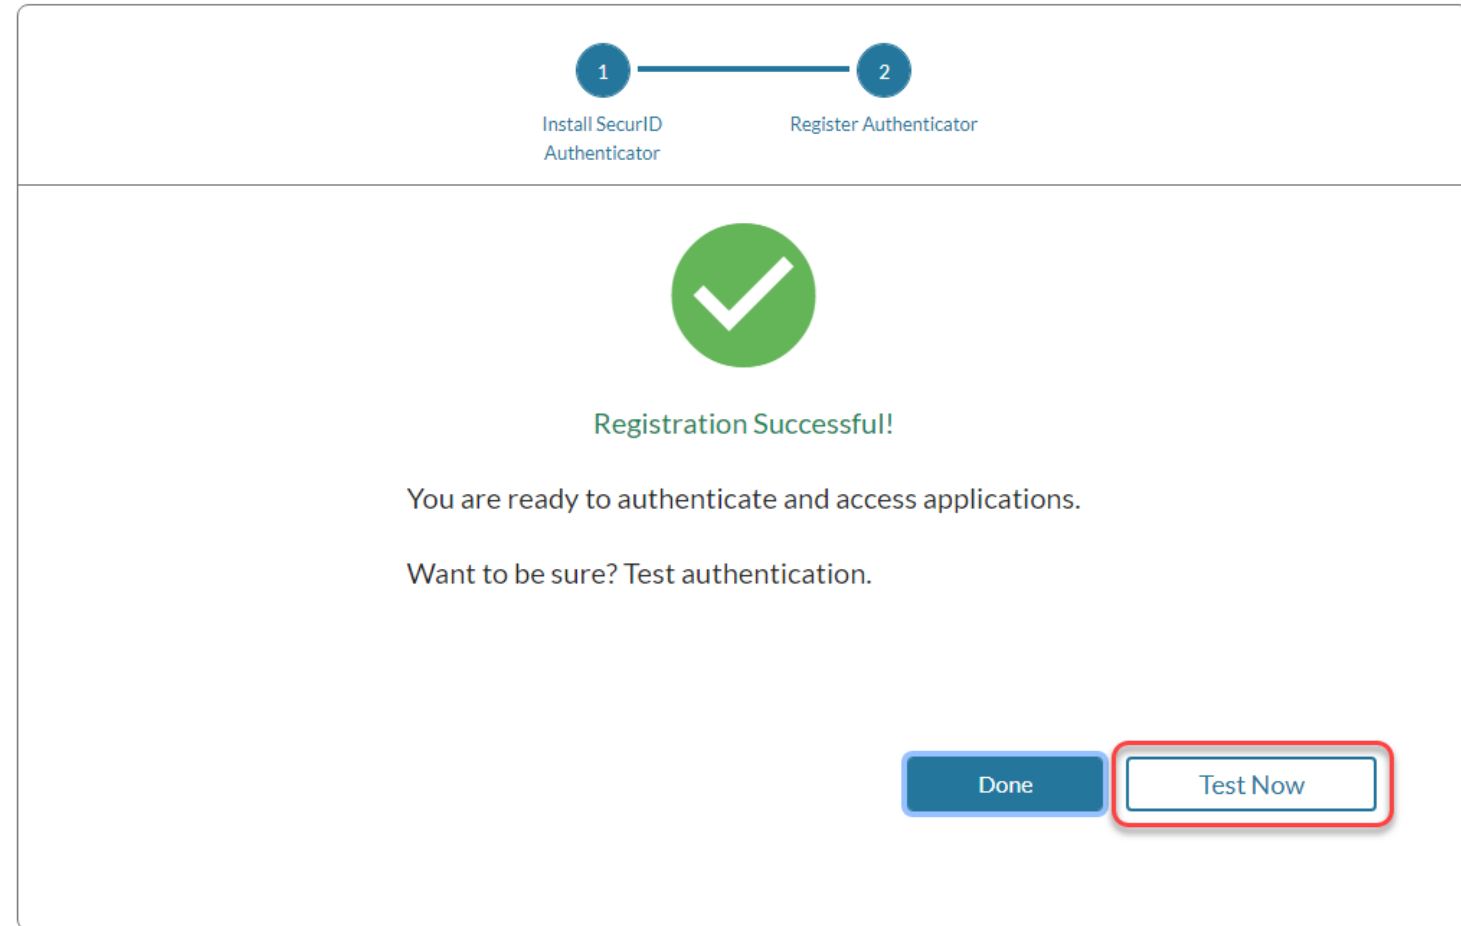 1
2
Install SecurID
Authenticator
Register Authenticator
Registration Successful!
You are ready to authenticate and access applications.
Want to be sure? Test authentication.
Done
Test Now